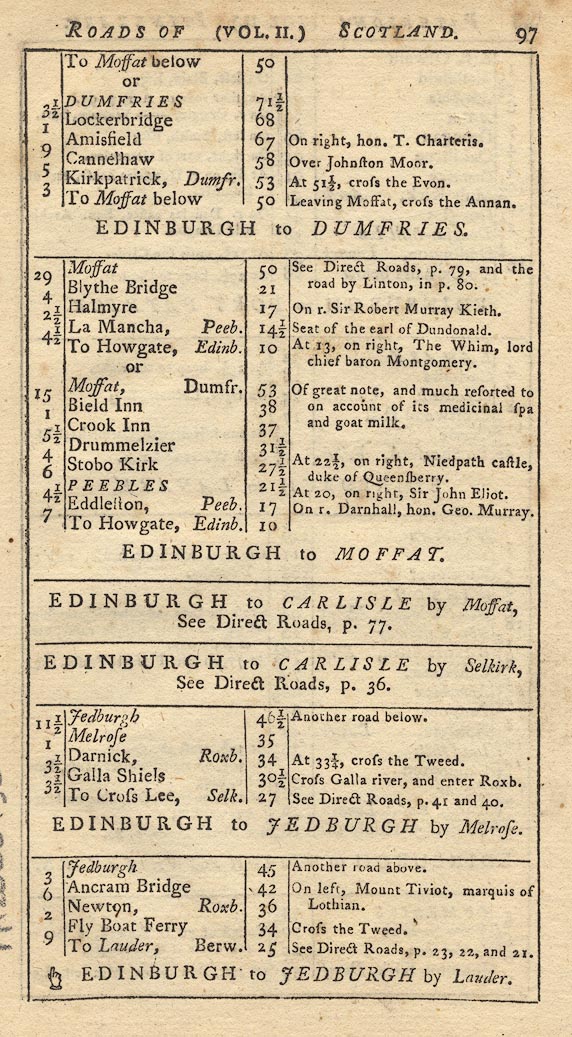 ROADS OF (VOL. II.) SCOTLAND. 97
To Moffat below 50
or
DUMFRIES 71½
3½ Lockerbridge 68
1 Amisfield 67 On right, hon. T. Charteris.
9 Cannelhaw 58 Over Johnſton Moor.
5 Kirkpatrick, Dumfr. 53 At 51½, croſs the Evon.
3 To Moffat below 50 Leaving Moffat, croſs the Annan.
EDINBURGH to DUMFRIES.
Moffat 50 See Direct Roads, p. 79, and the
29 Blythe Bridge 21 road by Linton, in p. 80.
4 Halmyre 17 On r. Sir Robert Murray Kieth.
2½ La Mancha, Peeb. 14½ Seat of the earl of Dundonald.
4½ To Howgate, Edinb. 10 At 13, on right, The Whim, lord
or chief baron Montgomery.
Moffat, Dumfr. 53 Of great note, and much reſorted to
15 Bield Inn 38 on account of its medicinal ſpa
1 Crook Inn 37 and goat milk.
5½ Drummelzier 31½
4 Stobo Kirk 27½ At 22½, on right, Niedpath caſtle,
6 PEEBLES 21½ duke of Queenſberry.
At 20, on right, Sir John Eliot.
4½ Eddleſton, Peeb. 17 On r. Darnhall, hon. Geo. Murray.
7 To Howgate, Edinb. 10
EDINBURGH to MOFFAT.
EDINBURGH to CARLISLE by Moffat,
See Direct Roads, p. 77.
EDINBURGH to CARLISLE by Selkirk,
See Direct Roads, p. 36.
Jedburgh 46½ Another road below.
11½ Melroſe 35
1 Darnick, Roxb. 34 At 33¼, croſs the Tweed.
3½ Galla Shiels 30½ Croſs Galla river, and enter Roxb.
3½ To Croſs Lee, Selk. 27 See Direct Roads, p. 41 and 40.
EDINBURGH to JEDBURGH by Melroſe.
Jedburgh 45 Another road above.
3 Ancram Bridge 42 On left, Mount Tiviot, marquis of
6 Newton, Roxb. 36 Lothian.
2 Fly Boat Ferry 34 Croſs the Tweed.
9 To Lauder, Berw. 25 See Direct Roads, p. 23, 22, and 21.
EDINBURGH to JEDBURGH by Lauder.